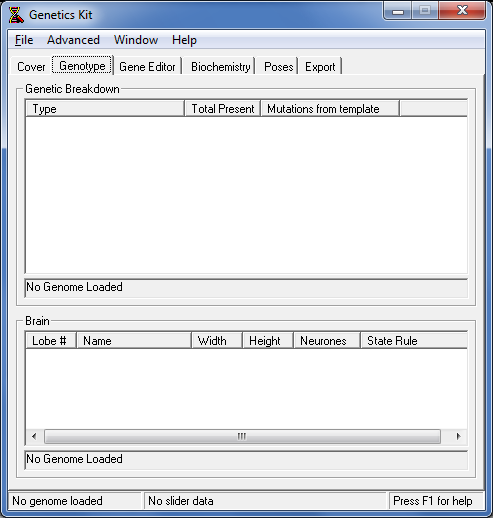 Genetics Kit
File Advanced Window Help
Cover Genotype Gene Editor Biochemistry Poses Export
Genetic Breakdown
Type Total Present Mutations from template
No Genome Loaded
Brain
Lobe # Name Width Height Neurones State Rule
No Genome Loaded
No genome loaded No slider data Press F1 for help